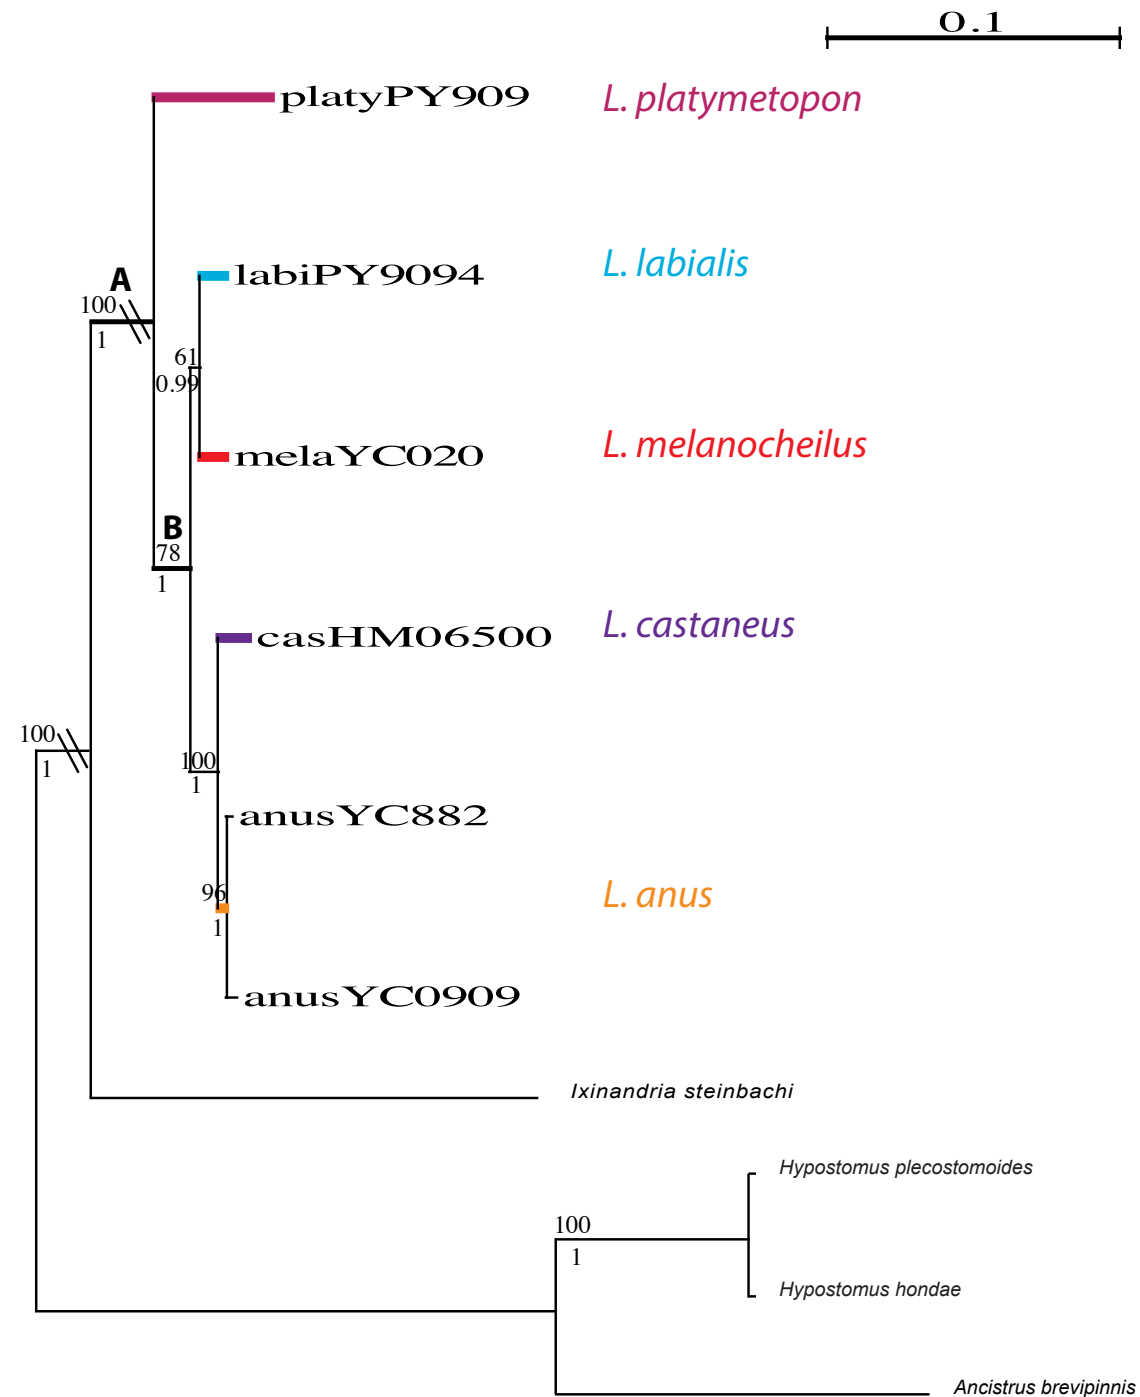 0.1
platyPY909 L. platymetopon
labiPY9094 L. labialis
A
100
1
61
0.99
melaYC020 L. melanocheilus
B
78
1
casHM06500 L. castaneus
100
1
100
1
anusYC882
96
1
L. anus
anusYC0909
Ixinandria steinbachi
Hypostomus plecostomoides
100
1
Hypostomus hondae
Ancistrus brevipinnis